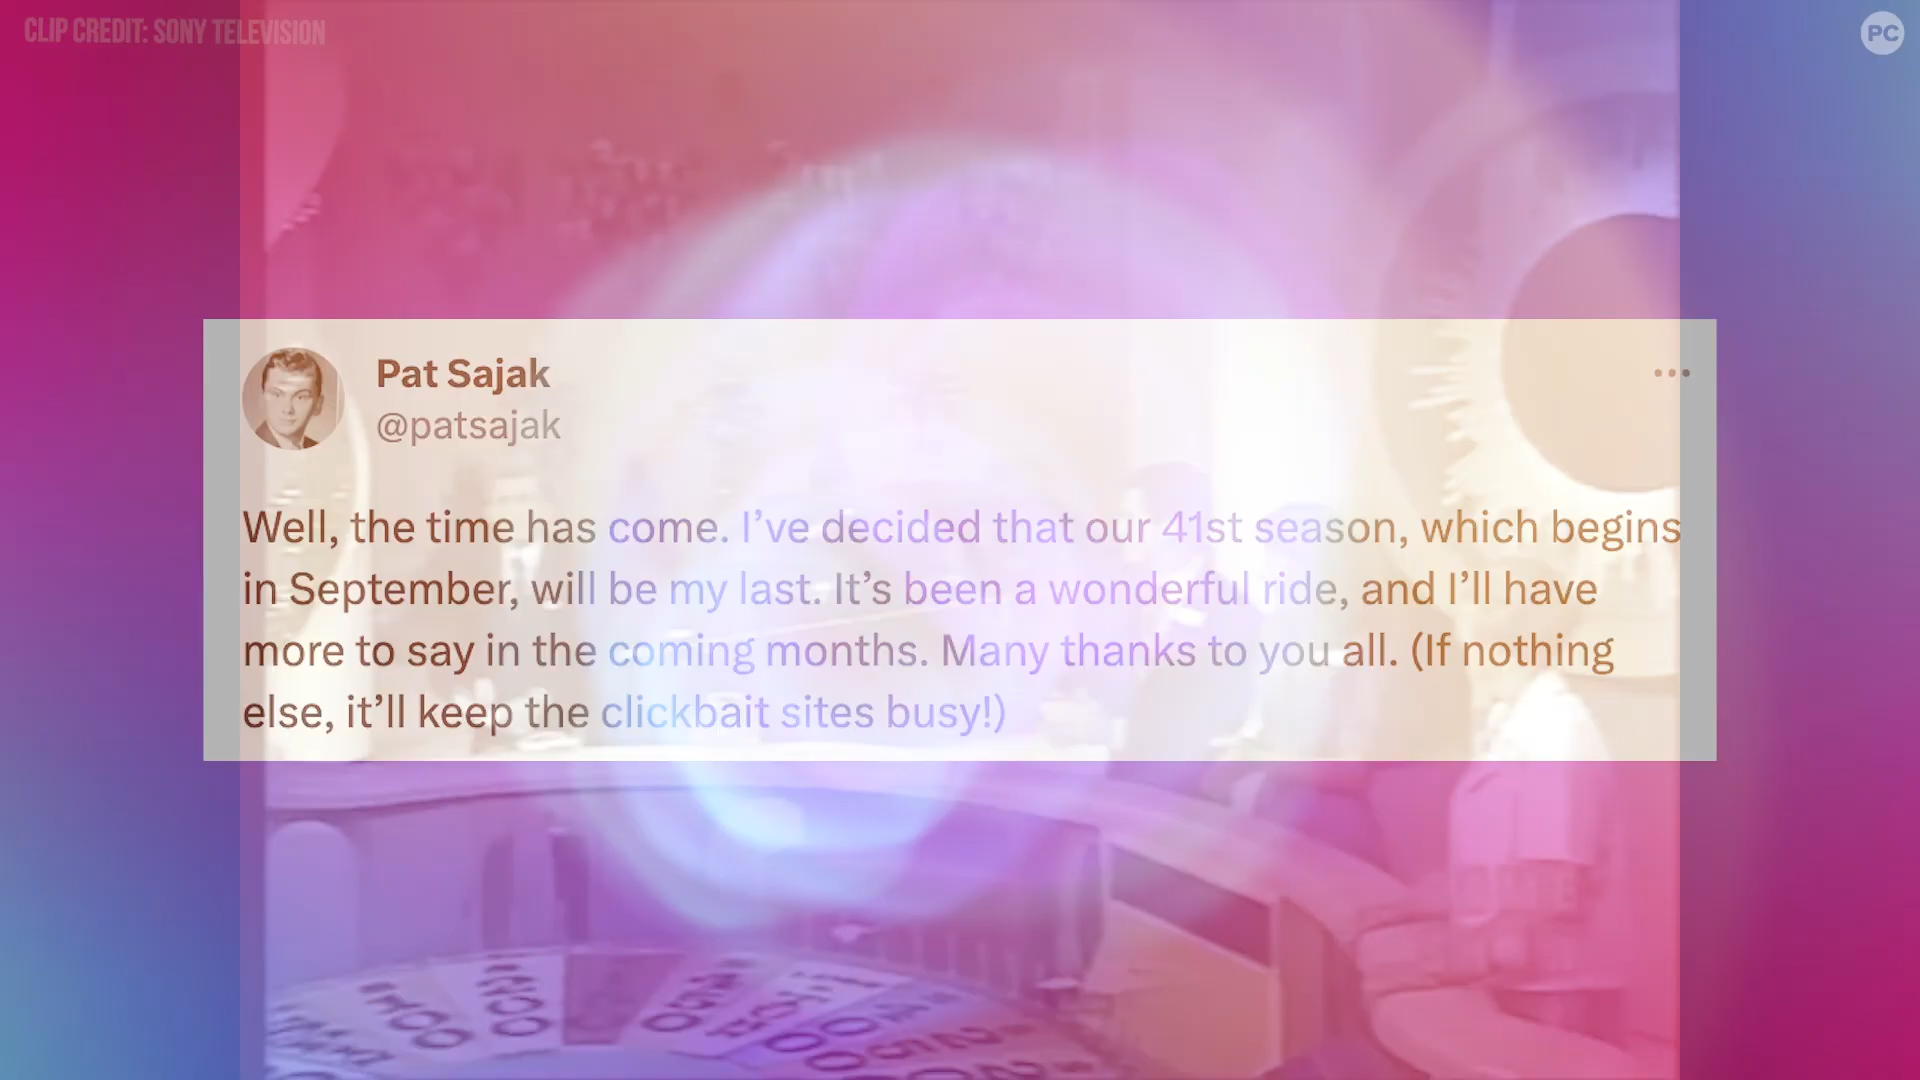 CLIP CREDIT: SONY TELEVISION
PC
Pat Sajak
@patsajak
Well, the time has come. I’ve decided that our 41st season, which begins
in September, will be my last. It’s been a wonderful ride, and I’ll have
more to say in the coming months. Many thanks to you all. (If nothing
else, it’ll keep the clickbait sites busy!)